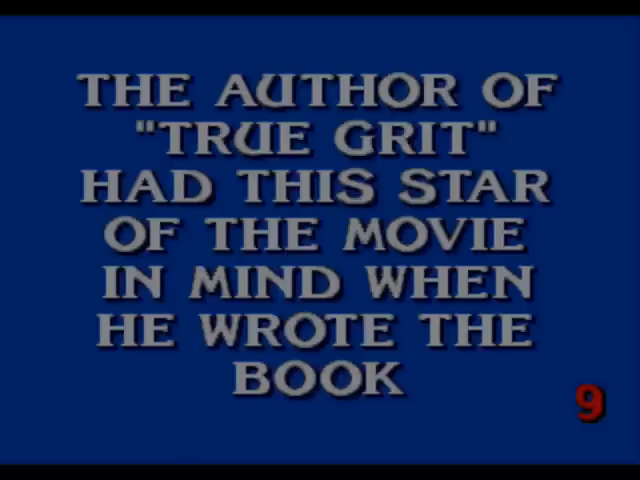 THE AUTHOR OF
"TRUE GRIT"
HAD THIS STAR
OF THE MOVIE
IN MIND WHEN
HE WROTE THE
BOOK
9